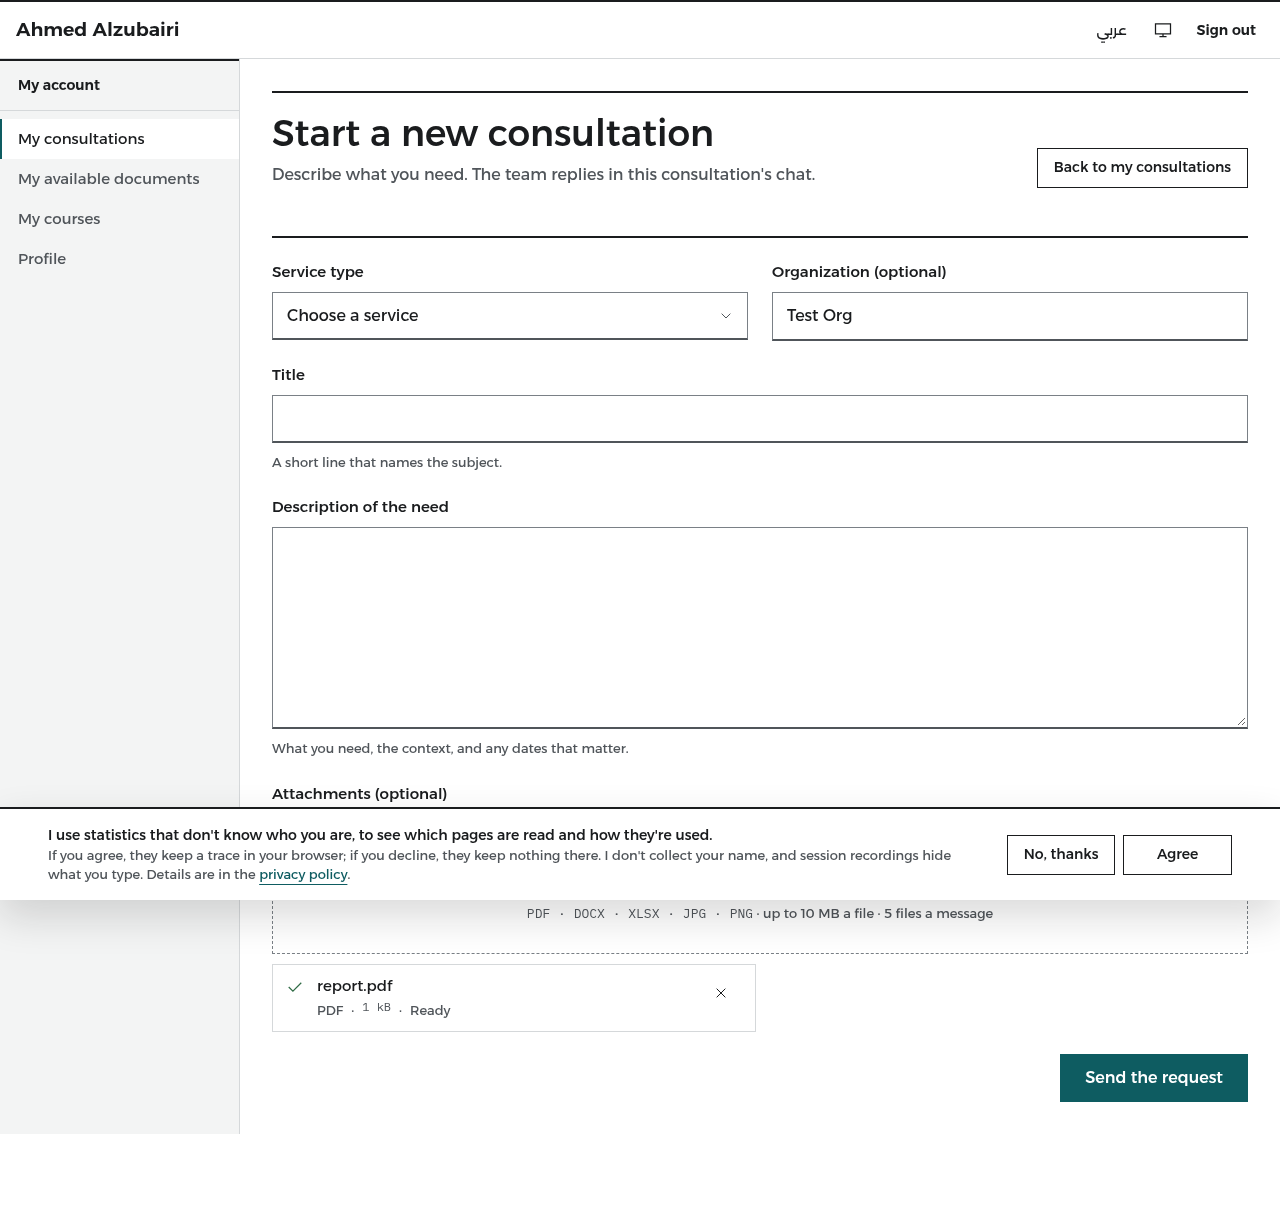 Ahmed Alzubairi
عربي
Sign out
My account
My consultations
My available documents
My courses
Profile
Start a new consultation
Describe what you need. The team replies in this consultation's chat.
Back to my consultations
Service type
Organization (optional)
Choose a service
Test Org
Title
A short line that names the subject.
Description of the need
What you need, the context, and any dates that matter.
Attachments (optional)
I use statistics that don't know who you are, to see which pages are read and how they're used.
If you agree, they keep a trace in your browser; if you decline, they keep nothing there. I don't collect your name, and session recordings hide
what you type. Details are in the privacy policy.
No, thanks
Agree
PDF · DOCX · XLSX · JPG · PNG · up to 10 MB a file · 5 files a message
report.pdf
PDF · 1 kB · Ready
Send the request